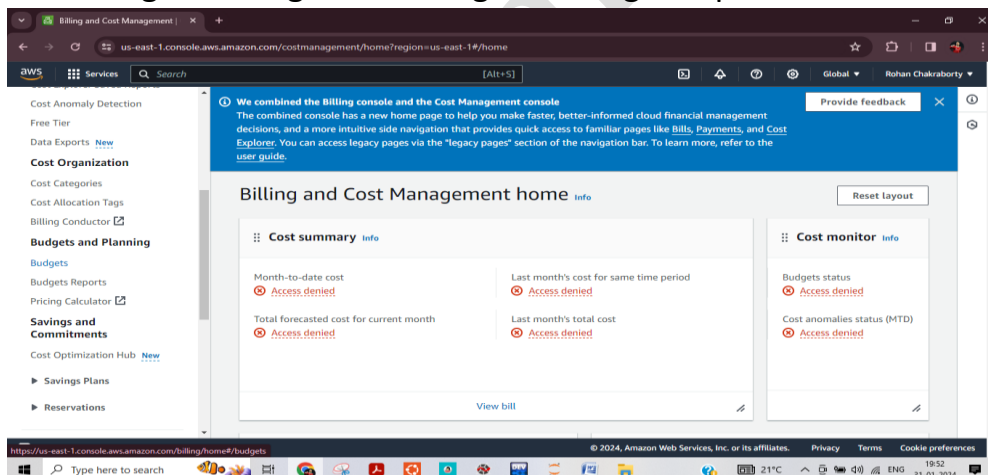 Billing and Cost Management |
us-east-1.console.aws.amazon.com/costmanagement/home?region=us-east-1#/home
aws Services Search [Alt+S] Global Rohan Chakraborty
Cost Anomaly Detection
Free Tier
Data Exports New
Cost Organization
Cost Categories
Cost Allocation Tags
Billing Conductor
Budgets and Planning
Budgets
Budgets Reports
Pricing Calculator
Savings and
Commitments
Cost Optimization Hub New
Savings Plans
Reservations
We combined the Billing console and the Cost Management console
The combined console has a new home page to help you make faster, better-informed cloud financial management
decisions, and a more intuitive side navigation that provides quick access to familiar pages like Bills, Payments, and Cost
Explorer. You can access legacy pages via the "legacy pages" section of the navigation bar. To learn more, refer to the
user guide.
Provide feedback
Billing and Cost Management home Info
Reset layout
Cost summary Info
Month-to-date cost
Access denied
Last month's cost for same time period
Access denied
Total forecasted cost for current month
Access denied
Last month's total cost
Access denied
View bill
Cost monitor Info
Budgets status
Access denied
Cost anomalies status (MTD)
Access denied
https://us-east-1.console.aws.amazon.com/billing/home#/budgets
© 2024, Amazon Web Services, Inc. or its affiliates. Privacy Terms Cookie preferences
Type here to search
21°C
ENG
19:52